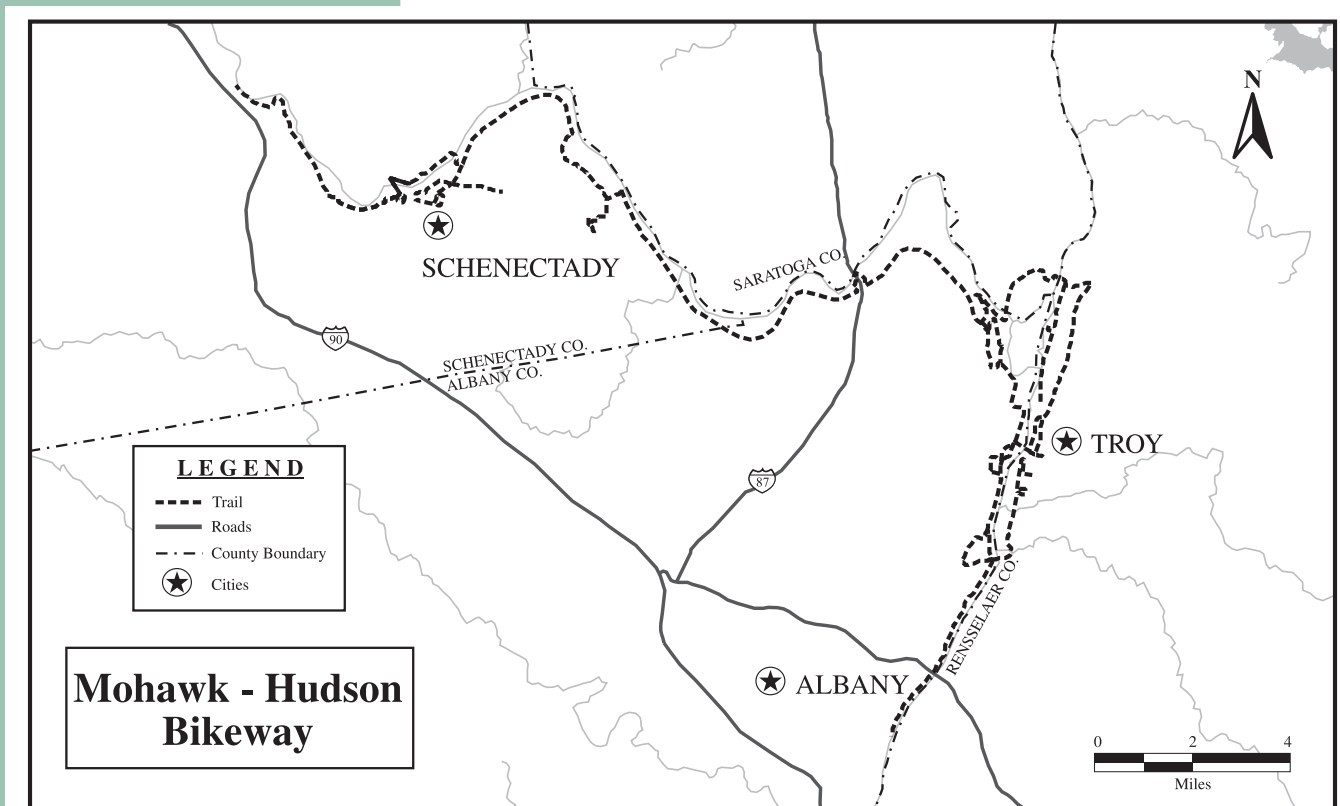 N
SCHENECTADY
SARATOGA CO.
90
SCHENECTADY CO.
ALBANY CO.
TROY
87
LEGEND
Trail
Roads
County Boundary
Cities
RENSSELAER CO.
ALBANY
Mohawk - Hudson
Bikeway
0 2 4
Miles